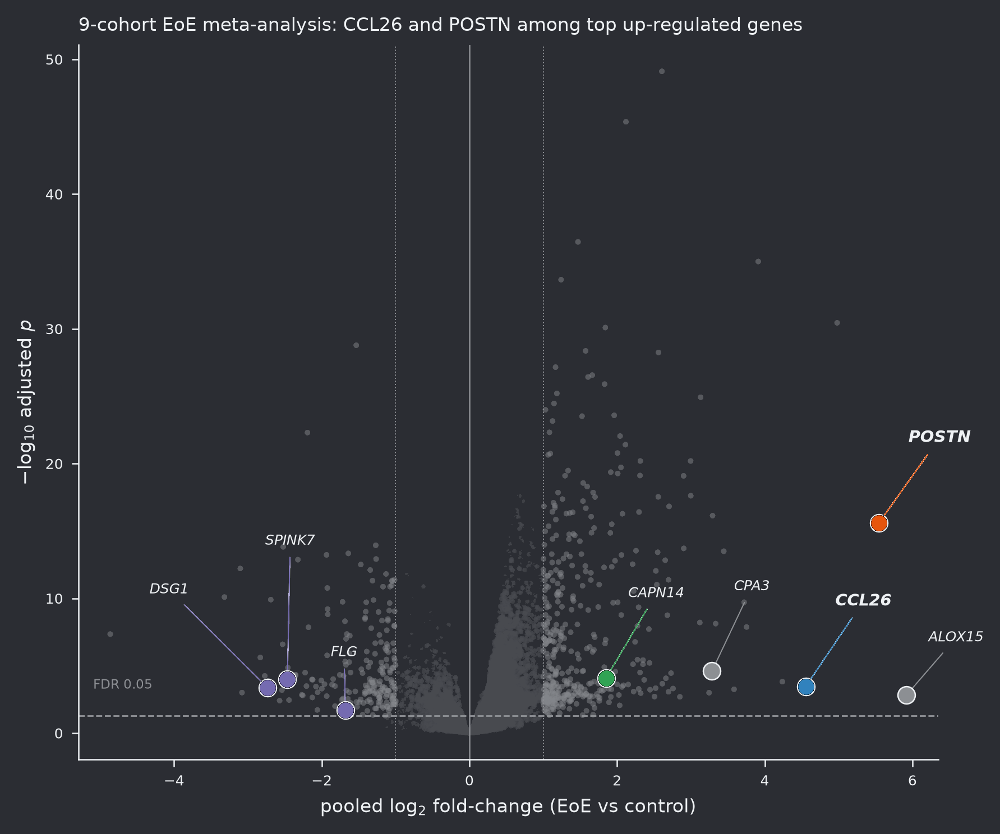 9-cohort EoE meta-analysis: CCL26 and POSTN among top up-regulated genes
−log₁₀ adjusted p
50
40
30
20
10
0
POSTN
SPINK7
DSG1
CPA3
CAPN14
CCL26
ALOX15
FLG
FDR 0.05
−4
−2
0
2
4
6
pooled log₂ fold-change (EoE vs control)